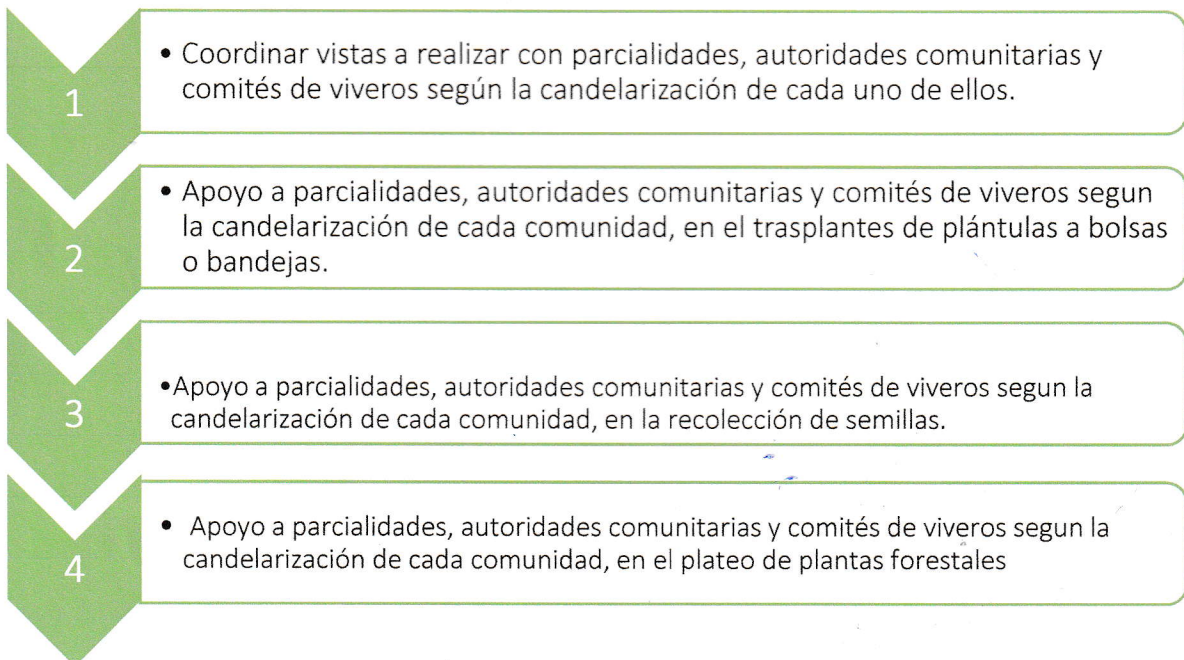 1
• Coordinar vistas a realizar con parcialidades, autoridades comunitarias y
comités de viveros según la candelarización de cada uno de ellos.
2
• Apoyo a parcialidades, autoridades comunitarias y comités de viveros segun
la candelarización de cada comunidad, en el trasplantes de plántulas a bolsas
o bandejas.
3
•Apoyo a parcialidades, autoridades comunitarias y comités de viveros segun la
candelarización de cada comunidad, en la recolección de semillas.
4
• Apoyo a parcialidades, autoridades comunitarias y comités de viveros segun la
candelarización de cada comunidad, en el plateo de plantas forestales